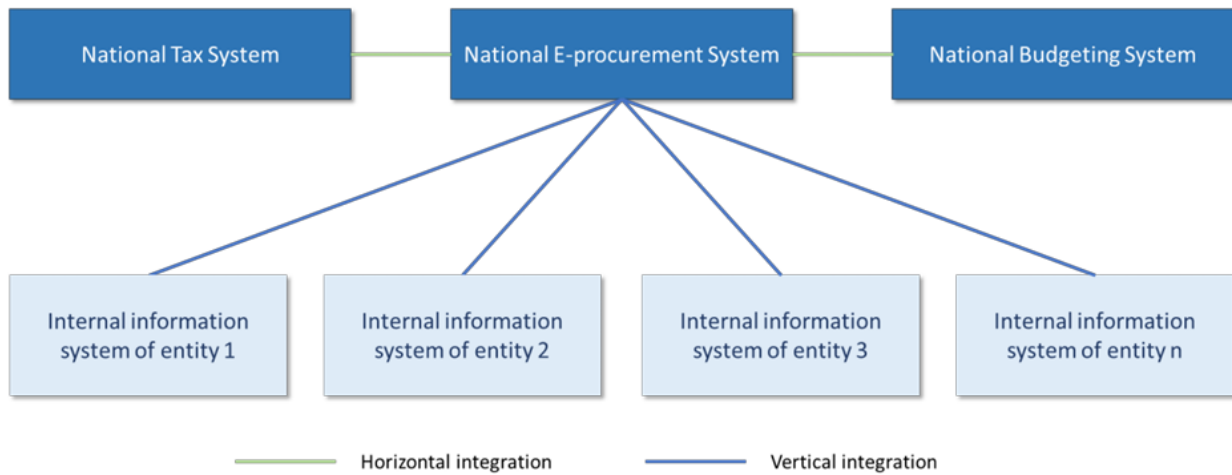 National Tax System
National E-procurement System
National Budgeting System
Internal information
system of entity 1
Internal information
system of entity 2
Internal information
system of entity 3
Internal information
system of entity n
Horizontal integration
Vertical integration